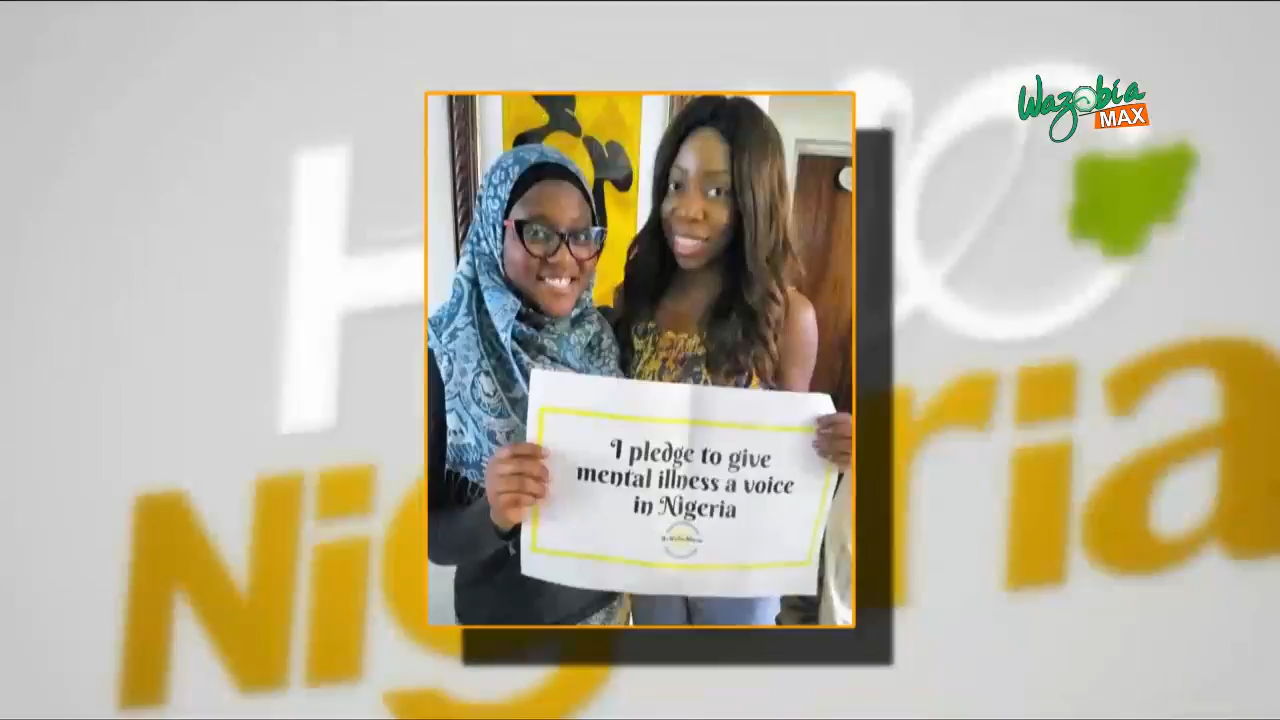 Wazobia
MAX
Nigeria
I pledge to give
mental illness a voice
in Nigeria